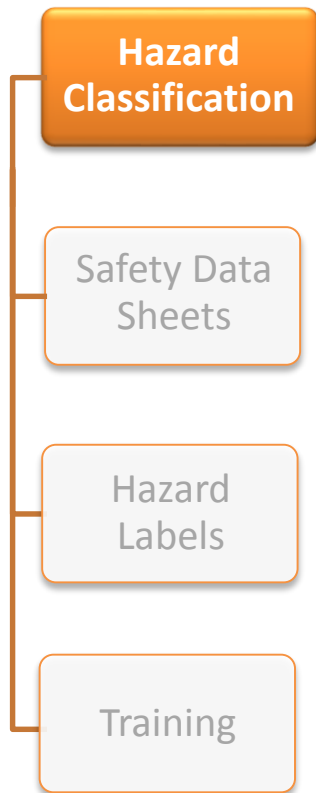 Hazard
Classification
Safety Data
Sheets
Hazard
Labels
Training